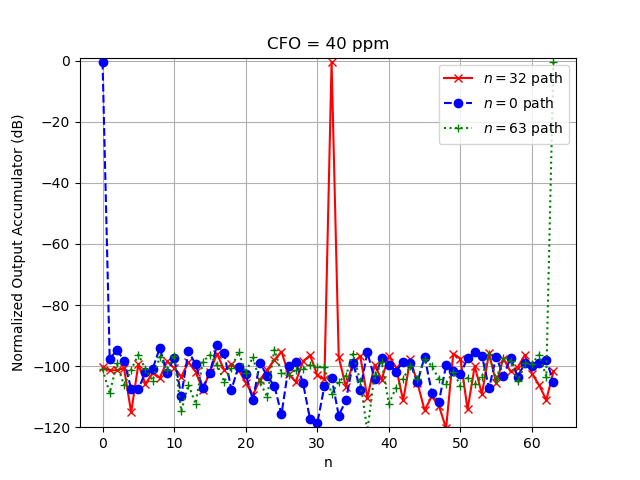 CFO = 40 ppm
Normalized Output Accumulator (dB)
0
−20
−40
−60
−80
−100
−120
n = 32 path
n = 0 path
n = 63 path
0 10 20 30 40 50 60
n